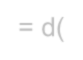 = d(